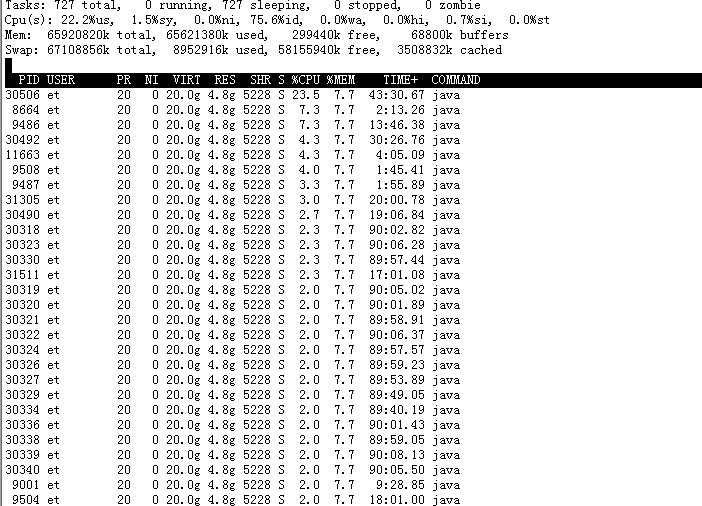 Tasks: 727 total,   0 running, 727 sleeping,   0 stopped,   0 zombie
Cpu(s): 22.2%us,  1.5%sy,  0.0%ni, 75.6%id,  0.0%wa,  0.0%hi,  0.7%si,  0.0%st
Mem:  65920820k total, 65621380k used,   299440k free,    68800k buffers
Swap: 67108856k total,  8952916k used, 58155940k free,  3508832k cached
  PID USER      PR  NI  VIRT  RES  SHR S %CPU %MEM    TIME+  COMMAND
30506 et        20   0 20.0g 4.8g 5228 S 23.5  7.7  43:30.67 java
 8664 et        20   0 20.0g 4.8g 5228 S  7.3  7.7   2:13.26 java
 9486 et        20   0 20.0g 4.8g 5228 S  7.3  7.7  13:46.38 java
30492 et        20   0 20.0g 4.8g 5228 S  4.3  7.7  30:26.76 java
11663 et        20   0 20.0g 4.8g 5228 S  4.3  7.7   4:05.09 java
 9508 et        20   0 20.0g 4.8g 5228 S  4.0  7.7   1:45.41 java
 9487 et        20   0 20.0g 4.8g 5228 S  3.3  7.7   1:55.89 java
31305 et        20   0 20.0g 4.8g 5228 S  3.0  7.7  20:00.78 java
30490 et        20   0 20.0g 4.8g 5228 S  2.7  7.7  19:06.84 java
30318 et        20   0 20.0g 4.8g 5228 S  2.3  7.7  90:02.82 java
30323 et        20   0 20.0g 4.8g 5228 S  2.3  7.7  90:06.28 java
30330 et        20   0 20.0g 4.8g 5228 S  2.3  7.7  89:57.44 java
31511 et        20   0 20.0g 4.8g 5228 S  2.3  7.7  17:01.08 java
30319 et        20   0 20.0g 4.8g 5228 S  2.0  7.7  90:05.02 java
30320 et        20   0 20.0g 4.8g 5228 S  2.0  7.7  90:01.89 java
30321 et        20   0 20.0g 4.8g 5228 S  2.0  7.7  89:58.91 java
30322 et        20   0 20.0g 4.8g 5228 S  2.0  7.7  90:06.37 java
30324 et        20   0 20.0g 4.8g 5228 S  2.0  7.7  89:57.57 java
30326 et        20   0 20.0g 4.8g 5228 S  2.0  7.7  89:59.23 java
30327 et        20   0 20.0g 4.8g 5228 S  2.0  7.7  89:53.89 java
30329 et        20   0 20.0g 4.8g 5228 S  2.0  7.7  89:49.05 java
30334 et        20   0 20.0g 4.8g 5228 S  2.0  7.7  89:40.19 java
30336 et        20   0 20.0g 4.8g 5228 S  2.0  7.7  90:01.43 java
30338 et        20   0 20.0g 4.8g 5228 S  2.0  7.7  89:59.05 java
30339 et        20   0 20.0g 4.8g 5228 S  2.0  7.7  90:08.13 java
30340 et        20   0 20.0g 4.8g 5228 S  2.0  7.7  90:05.50 java
 9001 et        20   0 20.0g 4.8g 5228 S  2.0  7.7   9:28.85 java
 9504 et        20   0 20.0g 4.8g 5228 S  2.0  7.7  18:01.00 java